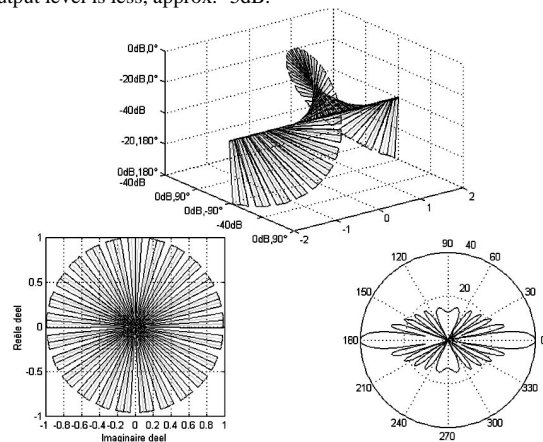 output level is less, approx. -3dB.
0dB,0°
-20dB,0°
-40dB
-20,180°
0dB,180°
-40dB
0dB,90°
0dB,-90°
-40dB
0dB,90°
-2
-1
0
1
2
1
0.5
0
-0.5
-1
Reële deel
-1 -0.8-0.6-0.4-0.2 0 0.2 0.4 0.6 0.8 1
Imaginaire deel
90 40
120 60
150 20 30
180 0
210 330
240 300
270